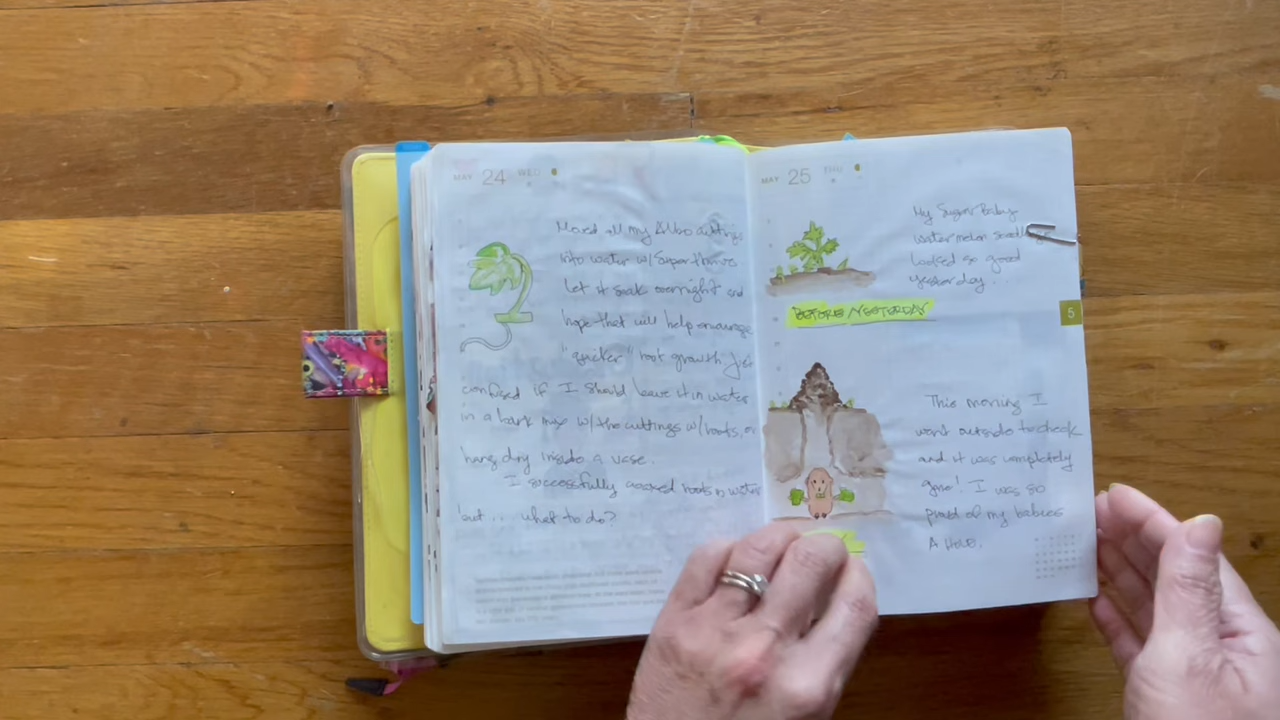 MAY 24 WED
Moved all my Albo cuttings
into water w/ Superthrive
Let it soak overnight and
hope that will help encourage
"quicker" root growth. Just
confused if I should leave it in water
in a bark mix w/ the cuttings w/ roots, or
hang dry inside a vase.
I successfully rooted roots in water
but... what to do?
MAY 25 THU
My Sugar Baby
watermelon
looked so good
yesterday...
BEFORE YESTERDAY
5
This morning I
went outside to check
and it was completely
gone! I was so
proud of my babies
A Hole.